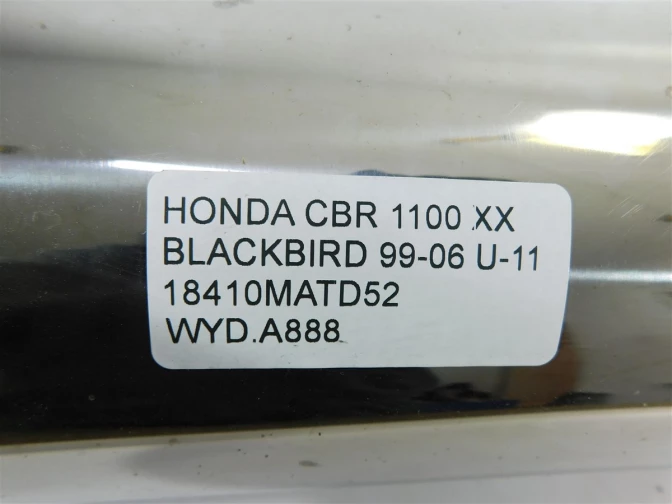 HONDA CBR 1100 XX
BLACKBIRD 99-06 U-11
18410MATD52
WYD.A888